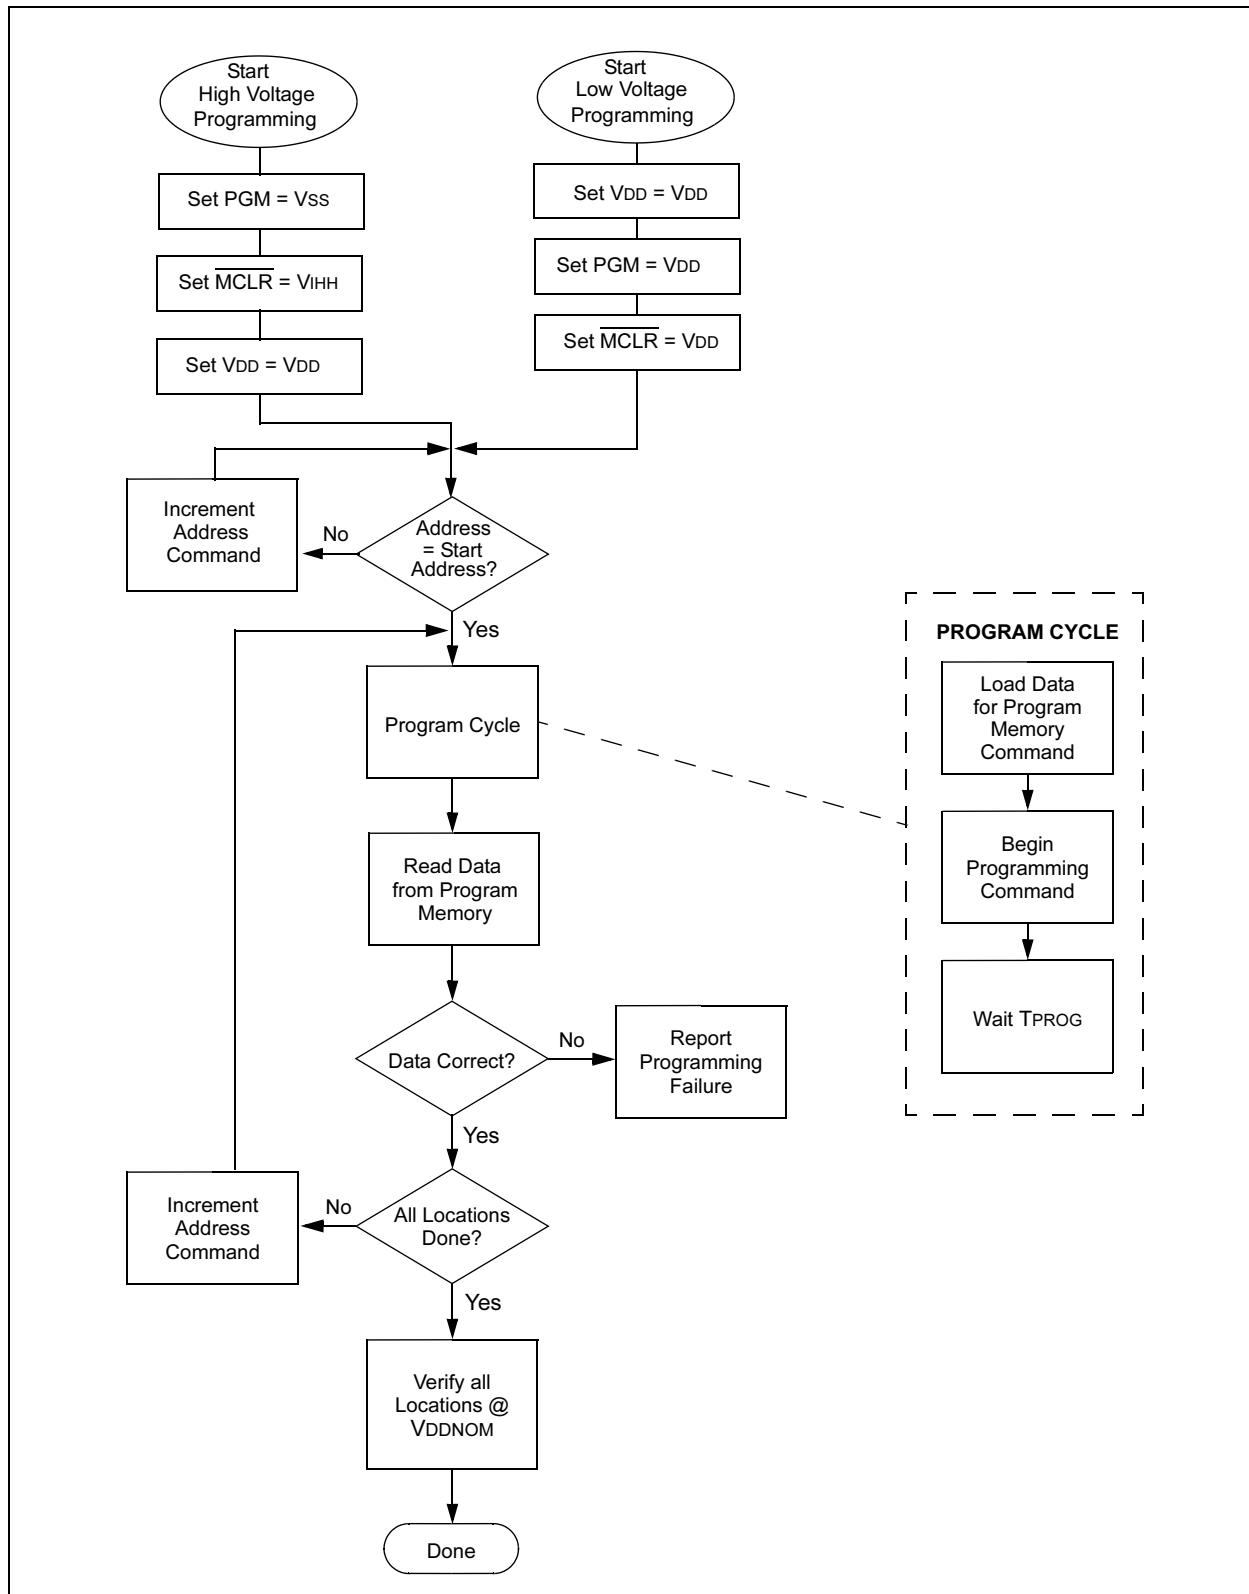 Start
High Voltage
Programming
Start
Low Voltage
Programming
Set PGM = VSS
Set VDD = VDD
Set MCLR = VIHH
Set PGM = VDD
Set VDD = VDD
Set MCLR = VDD
Increment
Address
Command
No
Address
= Start
Address?
Yes
Program Cycle
PROGRAM CYCLE
Load Data
for Program
Memory
Command
Begin
Programming
Command
Wait TPROG
Read Data
from Program
Memory
Data Correct?
No
Report
Programming
Failure
Yes
Increment
Address
Command
No
All Locations
Done?
Yes
Verify all
Locations @
VDDNOM
Done